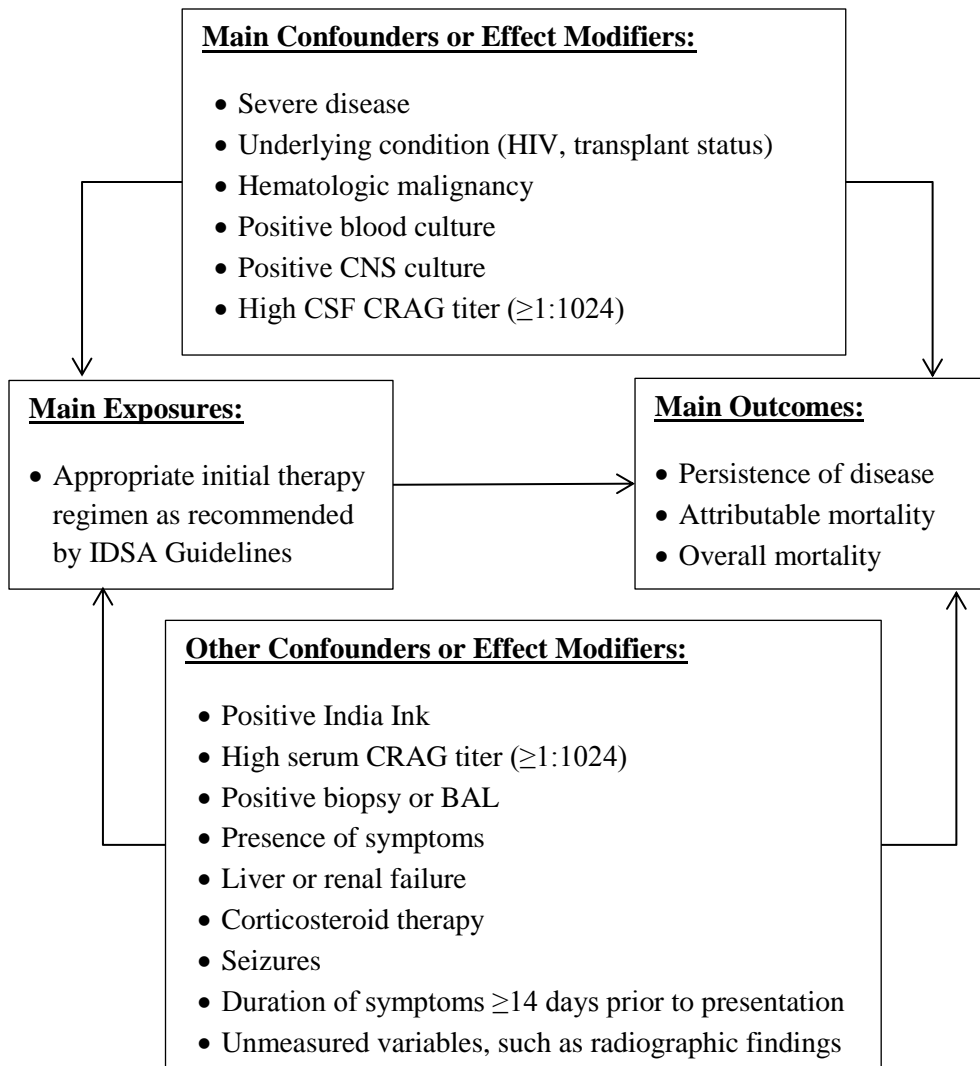 Main Confounders or Effect Modifiers:
• Severe disease
• Underlying condition (HIV, transplant status)
• Hematologic malignancy
• Positive blood culture
• Positive CNS culture
• High CSF CRAG titer (≥1:1024)
Main Exposures:
• Appropriate initial therapy
regimen as recommended
by IDSA Guidelines
Main Outcomes:
• Persistence of disease
• Attributable mortality
• Overall mortality
Other Confounders or Effect Modifiers:
• Positive India Ink
• High serum CRAG titer (≥1:1024)
• Positive biopsy or BAL
• Presence of symptoms
• Liver or renal failure
• Corticosteroid therapy
• Seizures
• Duration of symptoms ≥14 days prior to presentation
• Unmeasured variables, such as radiographic findings